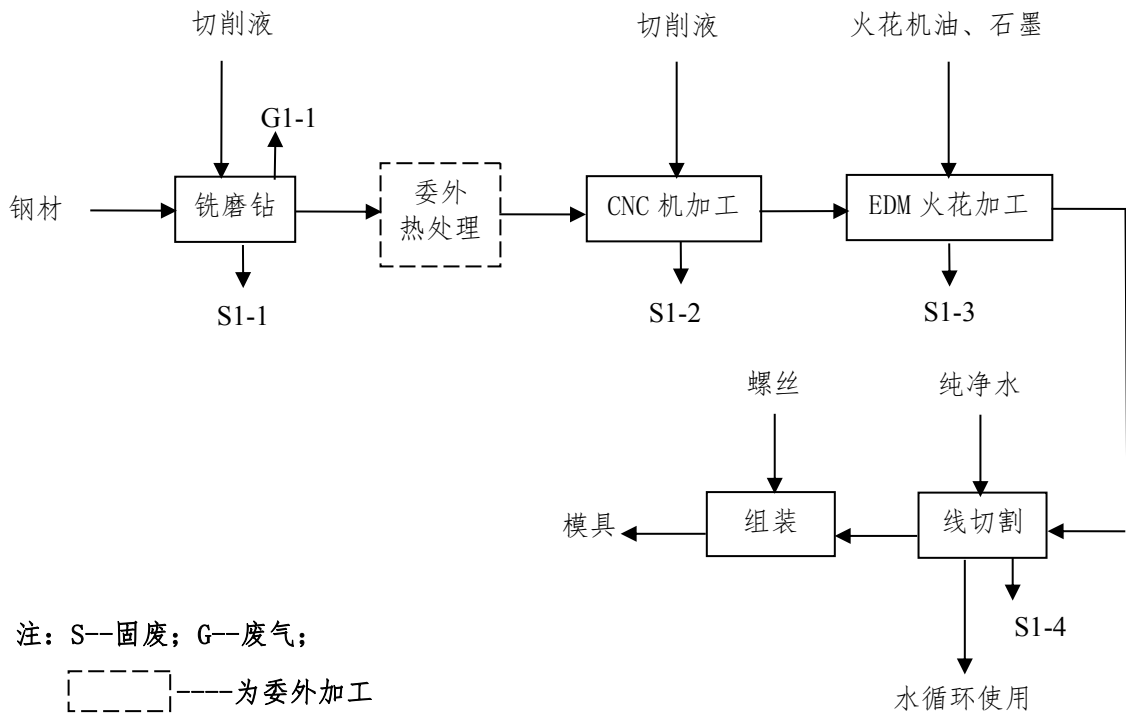 切削液
切削液
火花机油、石墨
G1-1
钢材
铣磨钻
委外
热处理
CNC 机加工
EDM 火花加工
S1-1
S1-2
S1-3
螺丝
纯净水
模具
组装
线切割
S1-4
水循环使用
注：S--固废；G--废气；
----为委外加工